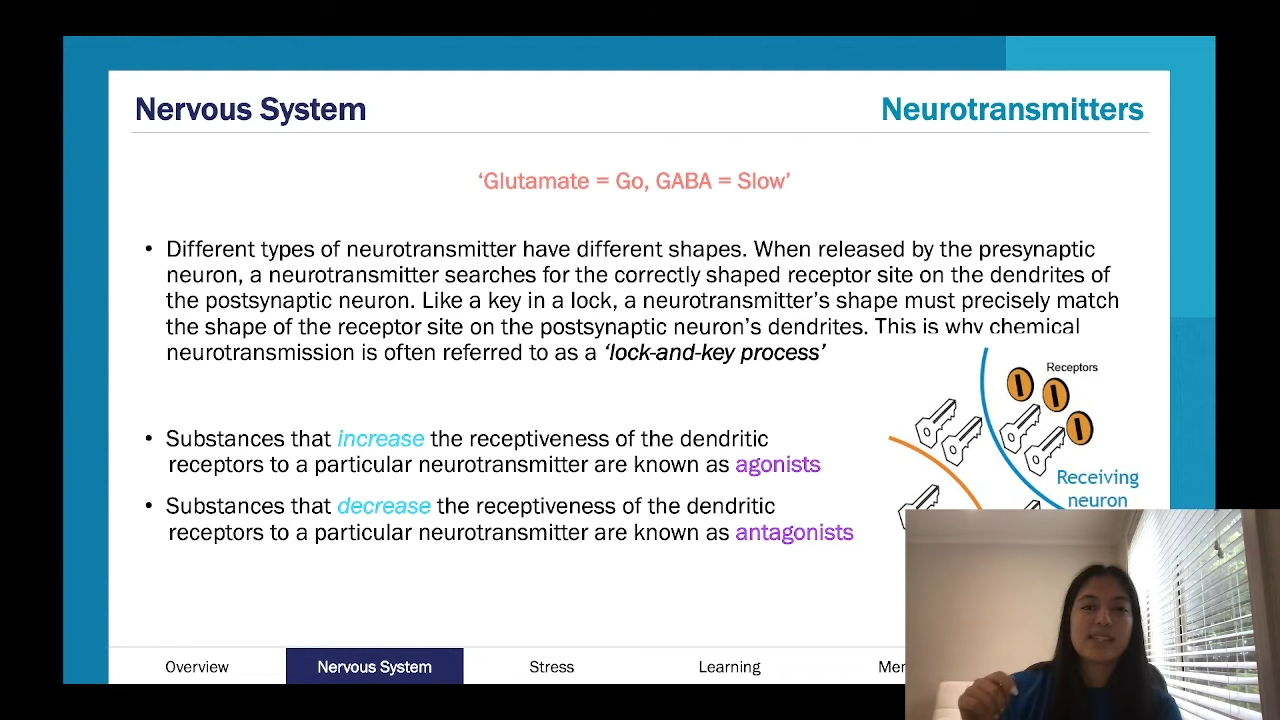 Nervous System
Neurotransmitters
‘Glutamate = Go, GABA = Slow’
• Different types of neurotransmitter have different shapes. When released by the presynaptic
neuron, a neurotransmitter searches for the correctly shaped receptor site on the dendrites of
the postsynaptic neuron. Like a key in a lock, a neurotransmitter’s shape must precisely match
the shape of the receptor site on the postsynaptic neuron’s dendrites. This is why chemical
neurotransmission is often referred to as a ‘lock-and-key process’
Receptors
• Substances that increase the receptiveness of the dendritic
receptors to a particular neurotransmitter are known as agonists
Receiving
neuron
• Substances that decrease the receptiveness of the dendritic
receptors to a particular neurotransmitter are known as antagonists
Overview
Nervous System
Stress
Learning